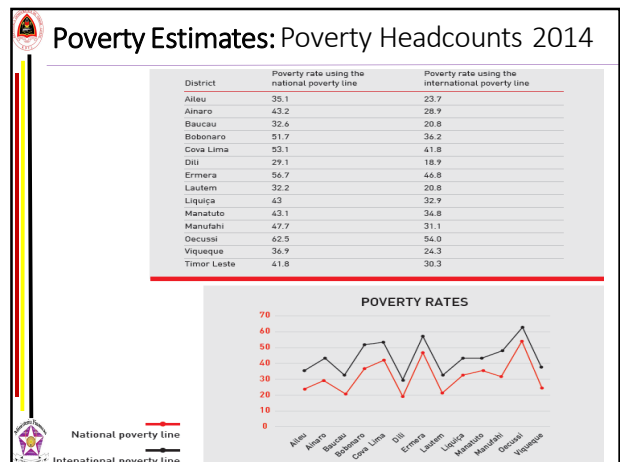 Poverty Estimates: Poverty Headcounts 2014
District Poverty rate using the national poverty line Poverty rate using the international poverty line
Aileu 35.1 23.7
Ainaro 43.2 28.9
Baucau 32.6 20.8
Bobonaro 51.7 36.2
Cova Lima 53.1 41.8
Dili 29.1 18.9
Ermera 56.7 46.8
Lautem 32.2 20.8
Liquiça 43 32.9
Manatuto 43.1 34.8
Manufahi 47.7 31.1
Oecussi 62.5 54.0
Viqueque 36.9 24.3
Timor Leste 41.8 30.3
POVERTY RATES
70
60
50
40
30
20
10
0
Aileu Ainaro Baucau Bobonaro Cova Lima Dili Ermera Lautem Liquiça Manatuto Manufahi Oecussi Viqueque
National poverty line
Intenational poverty line